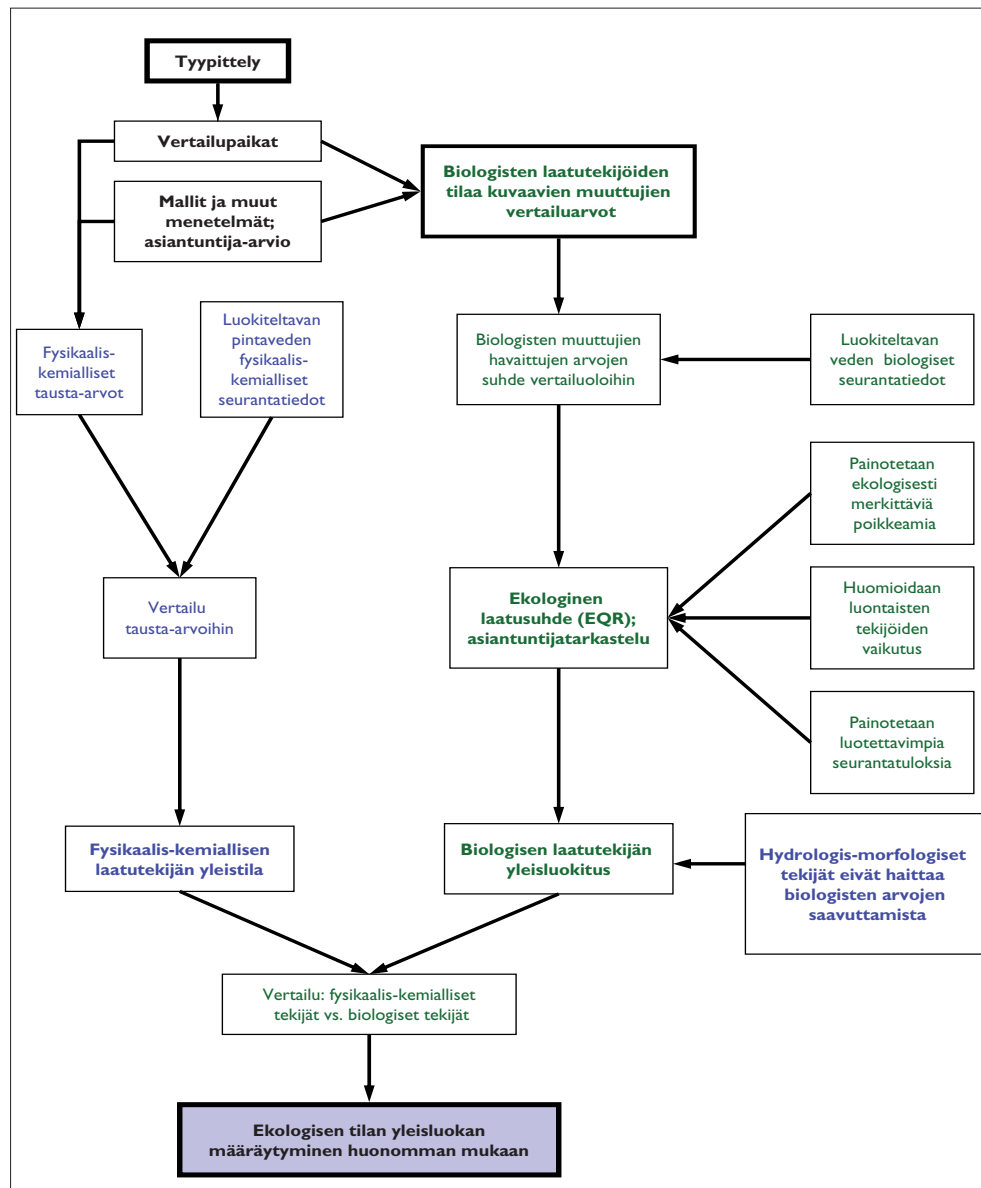 Tyypittely
Vertailupaikat
Mallit ja muut
menetelmät;
asiantuntija-arvio
Biologisten laatutekijöiden
tilaa kuvaavien muuttujien
vertailuarvot
Fysikaalis-
kemialliset
tausta-arvot
Luokiteltavan
pintaveden
fysikaalis-
kemialliset
seurantatiedot
Biologisten muuttujien
havaittujen arvojen
suhde vertailuoloihin
Luokiteltavan
veden biologiset
seurantatiedot
Painotetaan
ekologisesti
merkittäviä
poikkeamia
Vertailu
tausta-arvoihin
Ekologinen
laatusuhde (EQR);
asiantuntijatarkastelu
Huomioidaan
luontaisten
tekijöiden
vaikutus
Painotetaan
luotettavimpia
seurantatuloksia
Fysikaalis-kemiallisen
laatutekijän yleistila
Biologisen laatutekijän
yleisluokitus
Hydrologis-morfologiset
tekijät eivät haittaa
biologisten arvojen
saavuttamista
Vertailu: fysikaalis-kemialliset
tekijät vs. biologiset tekijät
Ekologisen tilan yleisluokan
määräytyminen huonomman mukaan